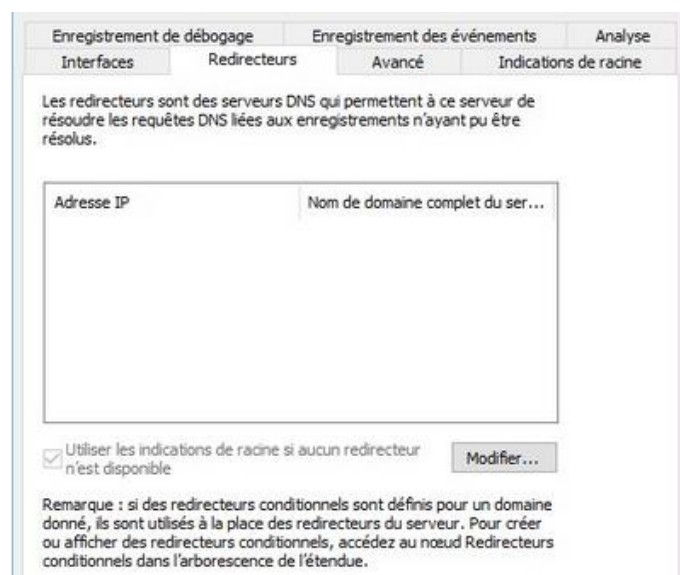 Enregistrement de débogage Enregistrement des événements Analyse
Interfaces Redirecteurs Avancé Indications de racine
Les redirecteurs sont des serveurs DNS qui permettent à ce serveur de
résoudre les requêtes DNS liées aux enregistrements n'ayant pu être
résolus.
Adresse IP Nom de domaine complet du ser...
Utiliser les indications de racine si aucun redirecteur
n'est disponible
Modifier...
Remarque : si des redirecteurs conditionnels sont définis pour un domaine
donné, ils sont utilisés à la place des redirecteurs du serveur. Pour créer
ou afficher des redirecteurs conditionnels, accédez au nœud Redirecteurs
conditionnels dans l'arborescence de l'étendue.